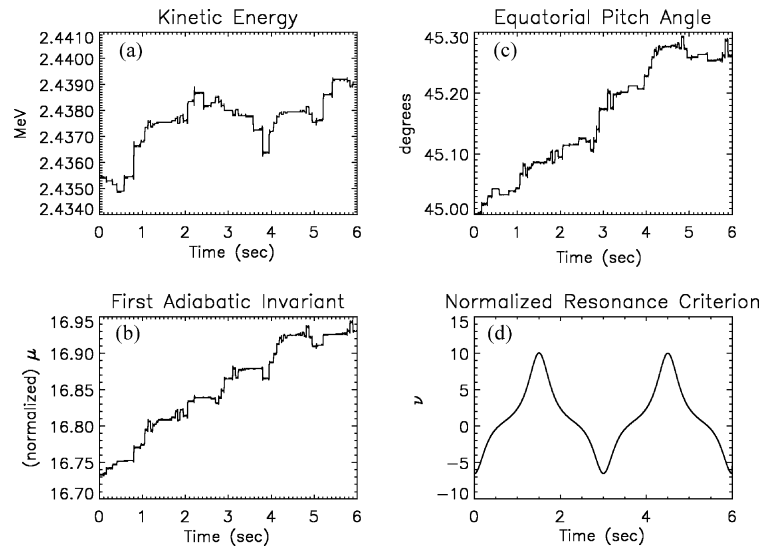 Kinetic Energy
(a)
2.4410
2.4400
2.4390
2.4380
2.4370
2.4360
2.4350
2.4340
MeV
0 1 2 3 4 5 6
Time (sec)
Equatorial Pitch Angle
(c)
45.30
45.20
45.10
45.00
degrees
0 1 2 3 4 5 6
Time (sec)
First Adiabatic Invariant
(b)
16.95
16.90
16.85
16.80
16.75
16.70
(normalized) μ
0 1 2 3 4 5 6
Time (sec)
Normalized Resonance Criterion
(d)
15
10
5
0
−5
−10
ν
0 2 4 6
Time (sec)